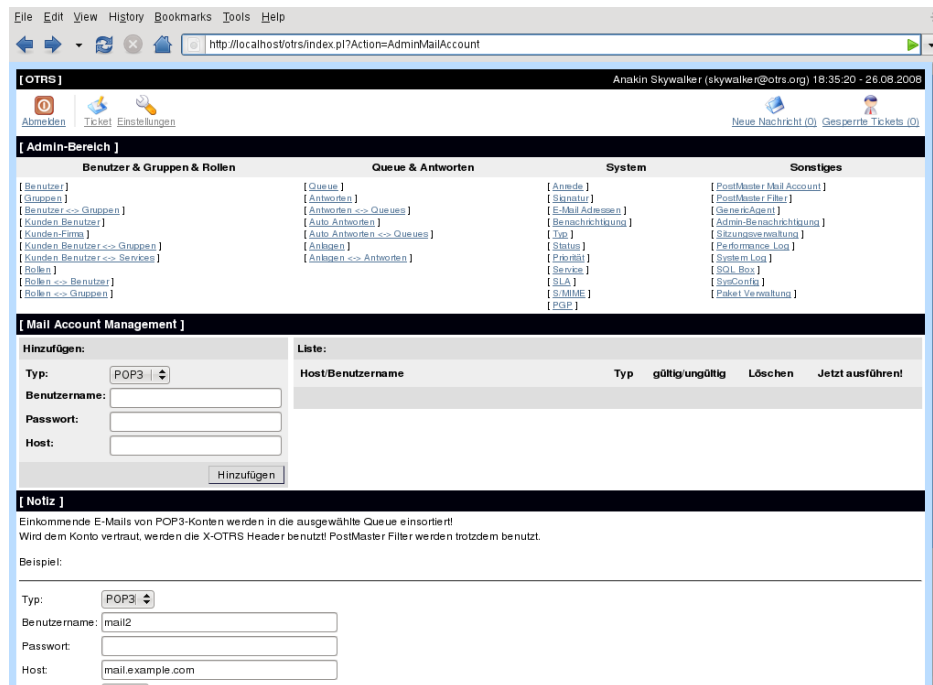 File Edit View History Bookmarks Tools Help
http://localhost/otrs/index.pl?Action=AdminMailAccount
[ OTRS ] Anakin Skywalker (skywalker@otrs.org) 18:35:20 - 26.08.2008
Abmelden Ticket Einstellungen Neue Nachricht (0) Gesperrte Tickets (0)
[ Admin-Bereich ]
Benutzer & Gruppen & Rollen Queue & Antworten System Sonstiges
[ Benutzer ] [ Queue ] [ Anrede ] [ PostMaster Mail Account ]
[ Gruppen ] [ Antworten ] [ Signatur ] [ PostMaster Filter ]
[ Benutzer <-> Gruppen ] [ Antworten <-> Queues ] [ E-Mail Adressen ] [ GenericAgent ]
[ Kunden Benutzer ] [ Auto Antworten ] [ Benachrichtigung ] [ Admin-Benachrichtigung ]
[ Kunden-Firma ] [ Auto Antworten <-> Queues ] [ Typ ] [ Sitzungsverwaltung ]
[ Kunden Benutzer <-> Gruppen ] [ Anlagen ] [ Status ] [ Performance Log ]
[ Kunden Benutzer <-> Services ] [ Anlagen <-> Antworten ] [ Priorität ] [ System Log ]
[ Rollen ] [ Service ] [ SQL Box ]
[ Rollen <-> Benutzer ] [ SLA ] [ SysConfig ]
[ Rollen <-> Gruppen ] [ S/MIME ] [ Paket Verwaltung ]
[ PGP ]
[ Mail Account Management ]
Hinzufügen: Liste:
Typ: POP3 Host/Benutzername Typ gültig/ungültig Löschen Jetzt ausführen!
Benutzername:
Passwort:
Host:
Hinzufügen
[ Notiz ]
Einkommende E-Mails von POP3-Konten werden in die ausgewählte Queue einsortiert!
Wird dem Konto vertraut, werden die X-OTRS Header benutzt! PostMaster Filter werden trotzdem benutzt.
Beispiel:
Typ: POP3
Benutzername: mail2
Passwort:
Host: mail.example.com